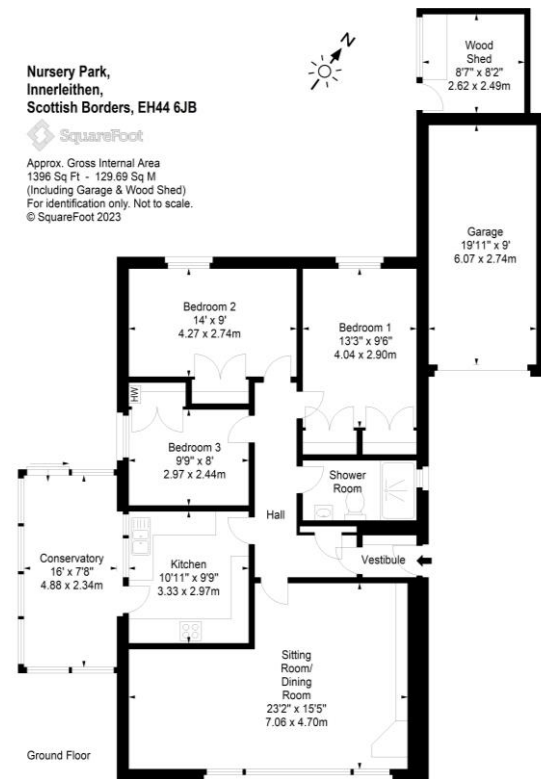 Nursery Park,
Innerleithen,
Scottish Borders, EH44 6JB
SquareFoot
Approx. Gross Internal Area
1396 Sq Ft - 129.69 Sq M
(Including Garage & Wood Shed)
For identification only. Not to scale.
© SquareFoot 2023
N
Wood
Shed
8'7" x 8'2"
2.62 x 2.49m
Garage
19'11" x 9'
6.07 x 2.74m
Bedroom 2
14' x 9'
4.27 x 2.74m
Bedroom 1
13'3" x 9'6"
4.04 x 2.90m
HW
Bedroom 3
9'9" x 8'
2.97 x 2.44m
Shower
Room
Hall
Conservatory
16' x 7'8"
4.88 x 2.34m
Kitchen
10'11" x 9'9"
3.33 x 2.97m
Vestibule
Sitting
Room/
Dining
Room
23'2" x 15'5"
7.06 x 4.70m
Ground Floor